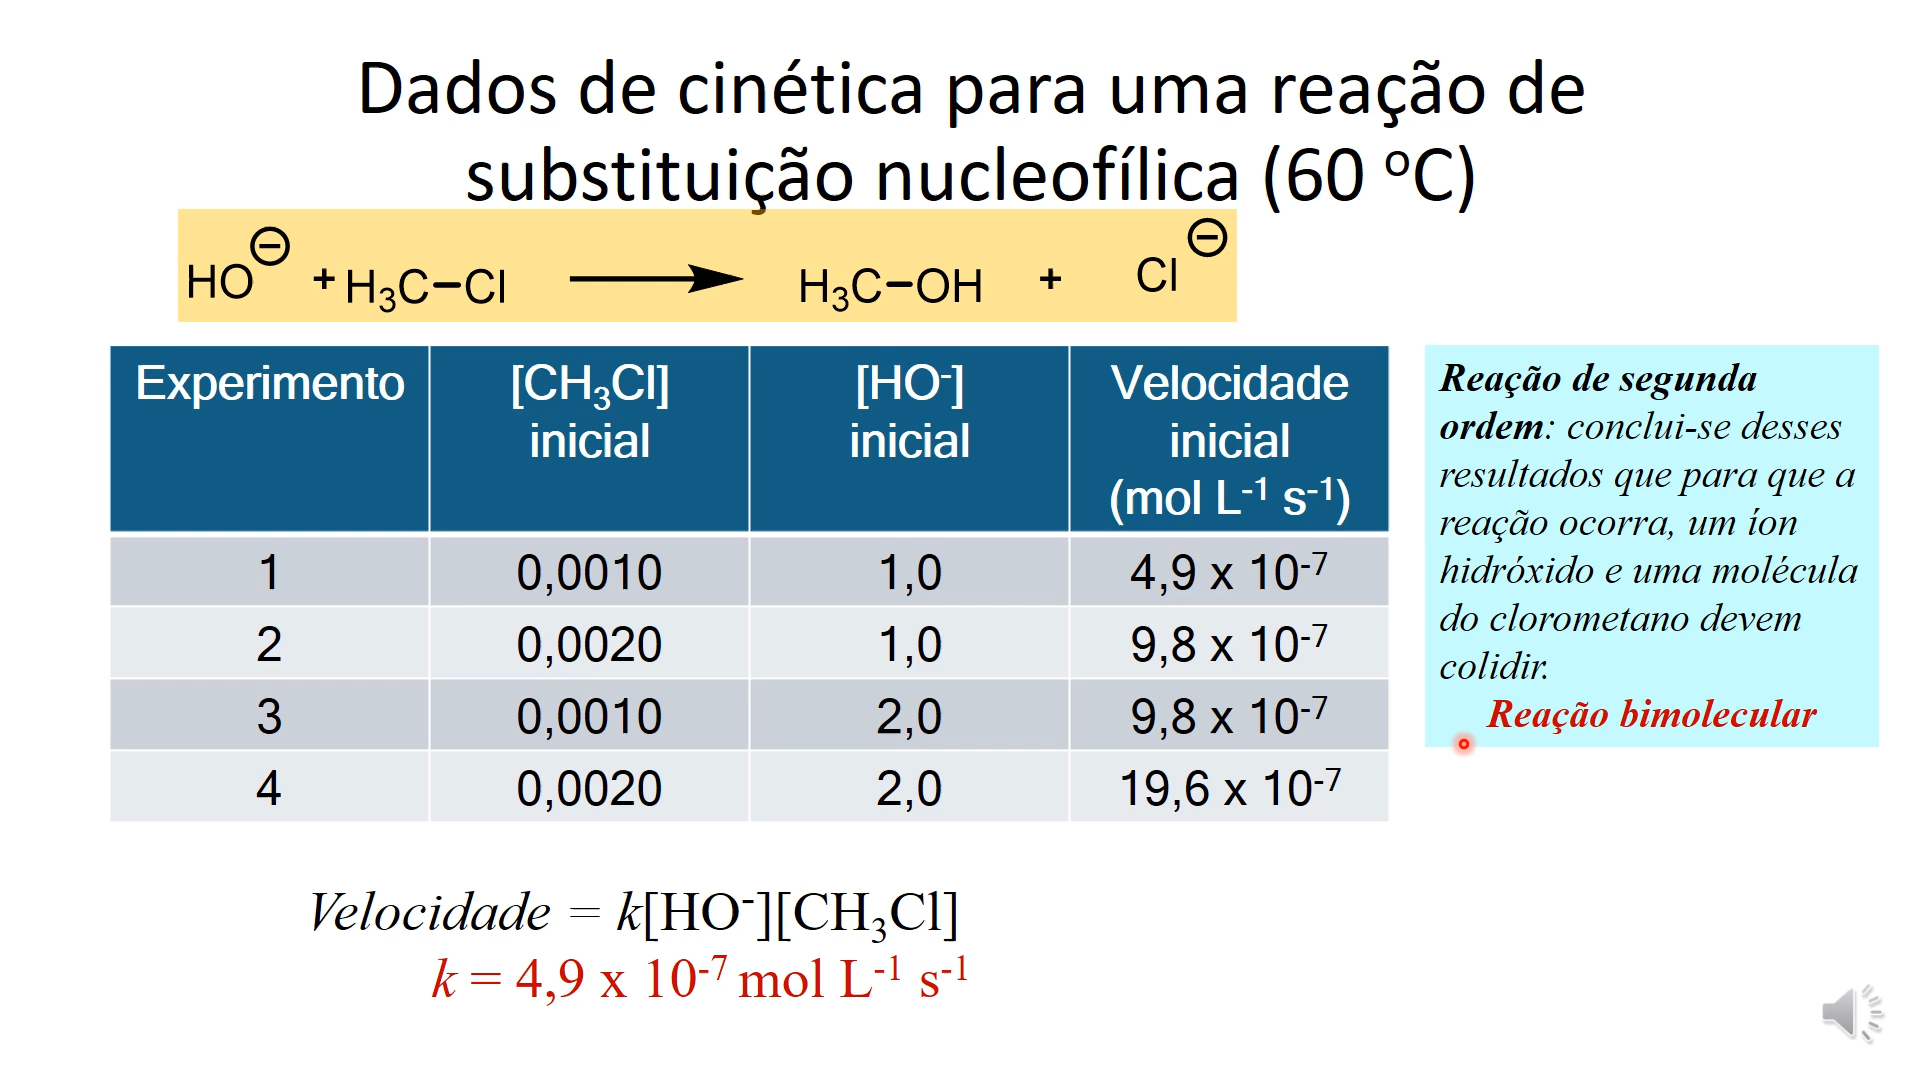 Dados de cinética para uma reação de
substituição nucleofílica (60 ºC)
HO⊖ + H₃C–Cl → H₃C–OH + Cl⊖
Experimento [CH₃Cl] inicial [HO⁻] inicial Velocidade inicial (mol L⁻¹ s⁻¹)
1 0,0010 1,0 4,9 x 10⁻⁷
2 0,0020 1,0 9,8 x 10⁻⁷
3 0,0010 2,0 9,8 x 10⁻⁷
4 0,0020 2,0 19,6 x 10⁻⁷
Reação de segunda
ordem: conclui-se desses
resultados que para que a
reação ocorra, um íon
hidróxido e uma molécula
do clorometano devem
colidir.
Reação bimolecular
Velocidade = k[HO⁻][CH₃Cl]
k = 4,9 x 10⁻⁷ mol L⁻¹ s⁻¹